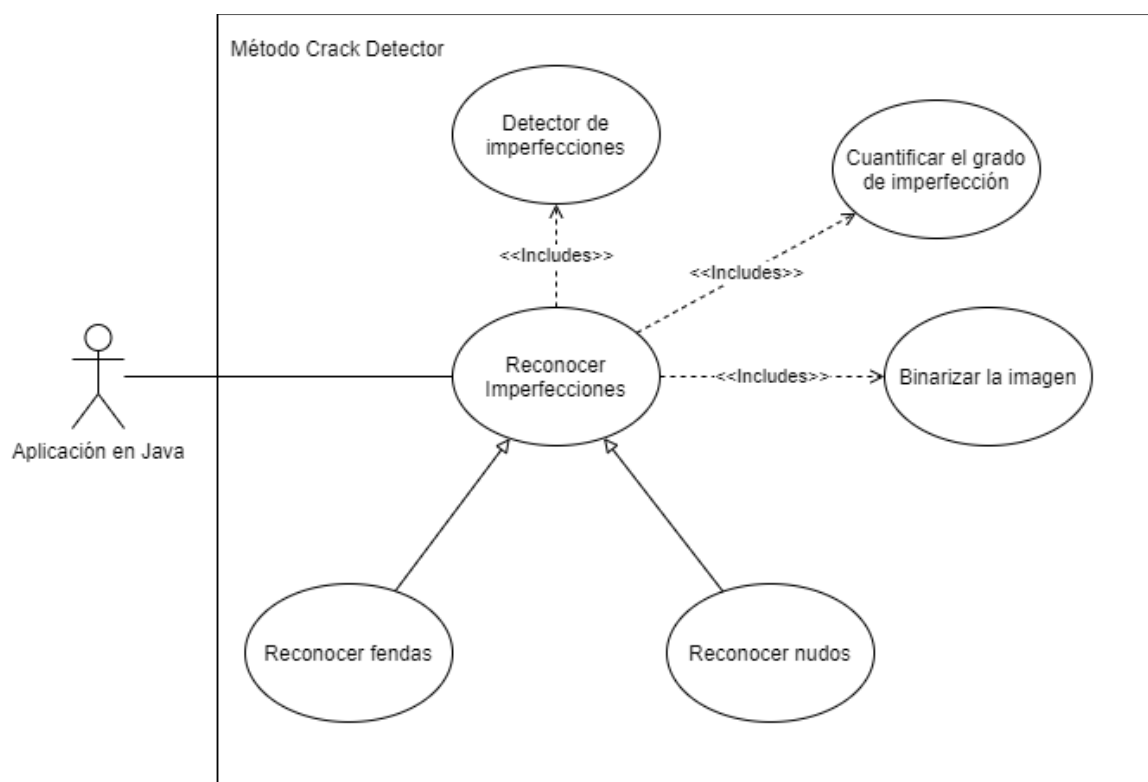 Método Crack Detector
Detector de
imperfecciones
Cuantificar el grado
de imperfección
<<Includes>>
<<Includes>>
Reconocer
Imperfecciones
<<Includes>>
Binarizar la imagen
Aplicación en Java
Reconocer fendas
Reconocer nudos